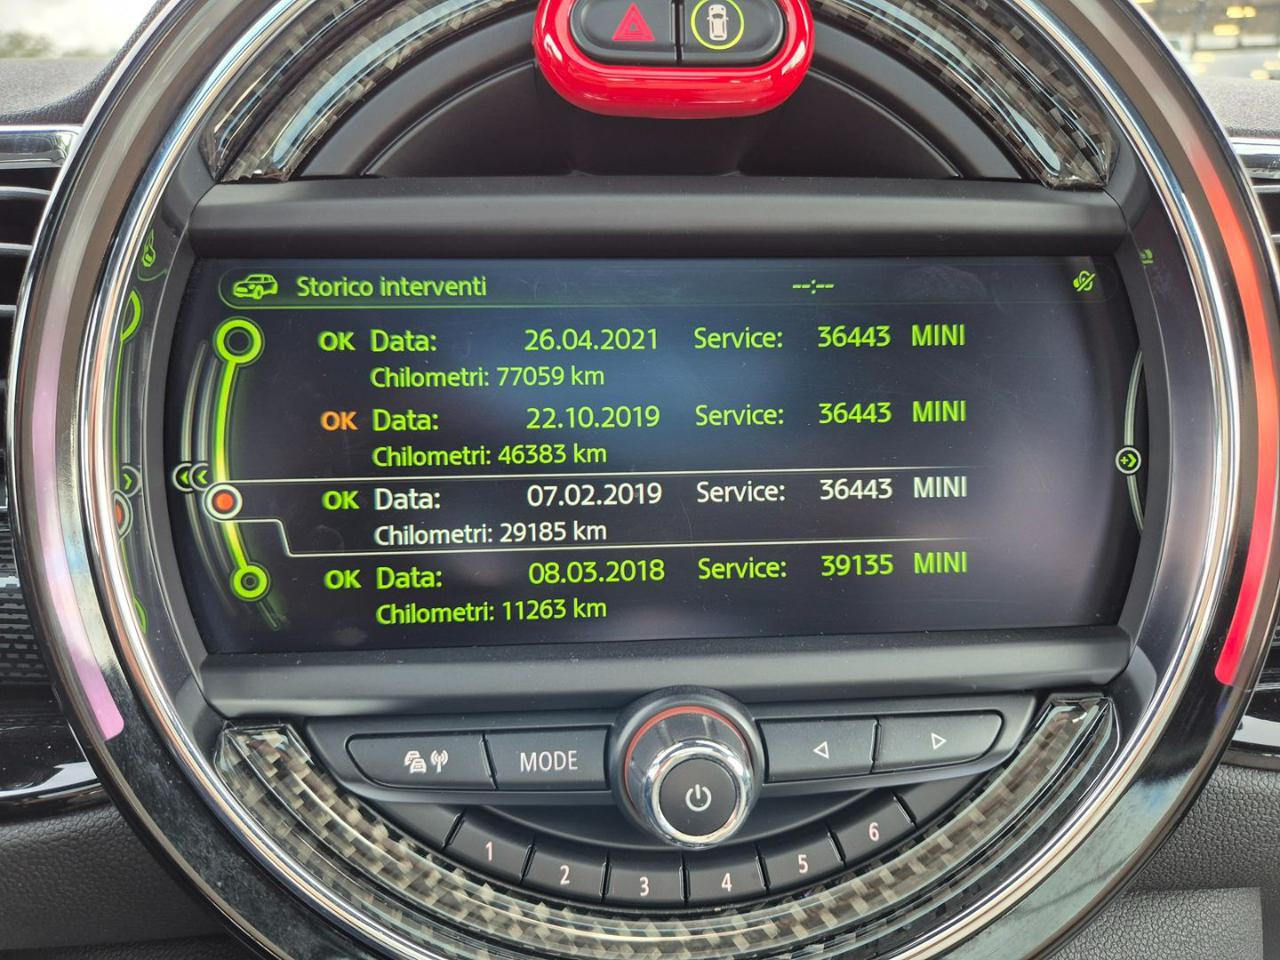 Storico interventi --:--
OK Data: 26.04.2021 Service: 36443 MINI
Chilometri: 77059 km
OK Data: 22.10.2019 Service: 36443 MINI
Chilometri: 46383 km
OK Data: 07.02.2019 Service: 36443 MINI
Chilometri: 29185 km
OK Data: 08.03.2018 Service: 39135 MINI
Chilometri: 11263 km
MODE
1 2 3 4 5 6